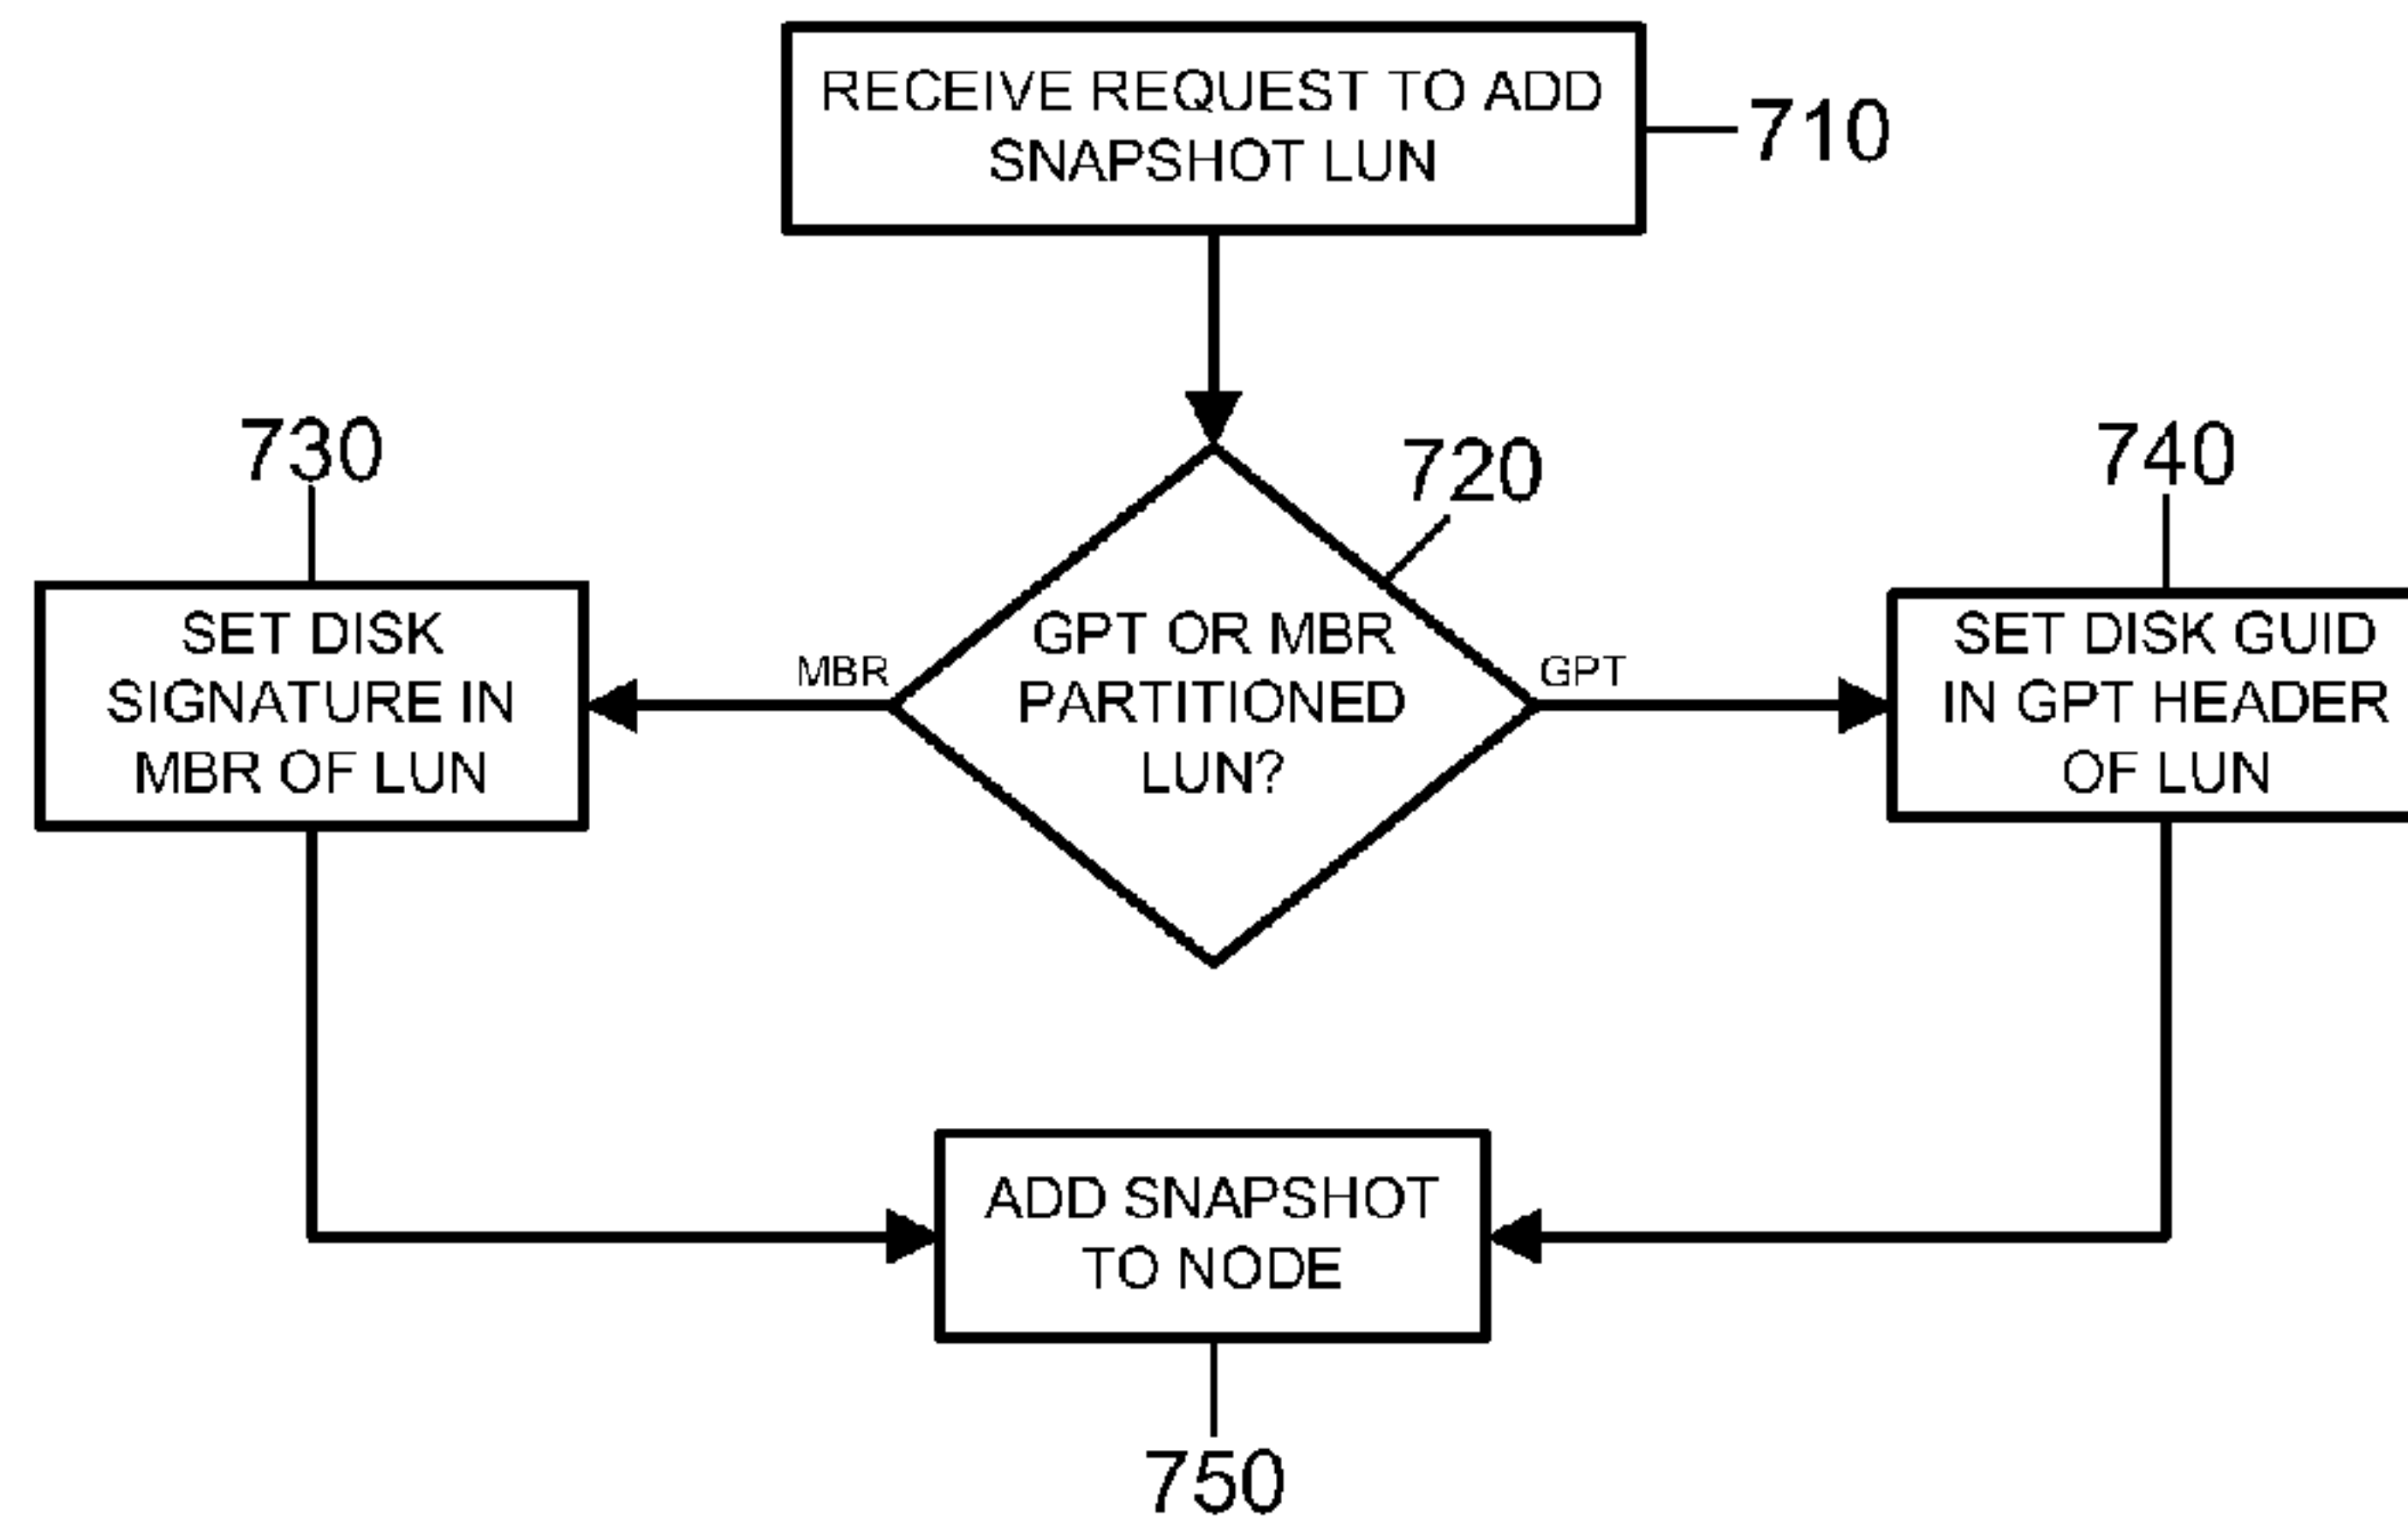 RECEIVE REQUEST TO ADD
SNAPSHOT LUN
710
730
720
740
SET DISK
SIGNATURE IN
MBR OF LUN
MBR
GPT OR MBR
PARTITIONED
LUN?
GPT
SET DISK GUID
IN GPT HEADER
OF LUN
ADD SNAPSHOT
TO NODE
750